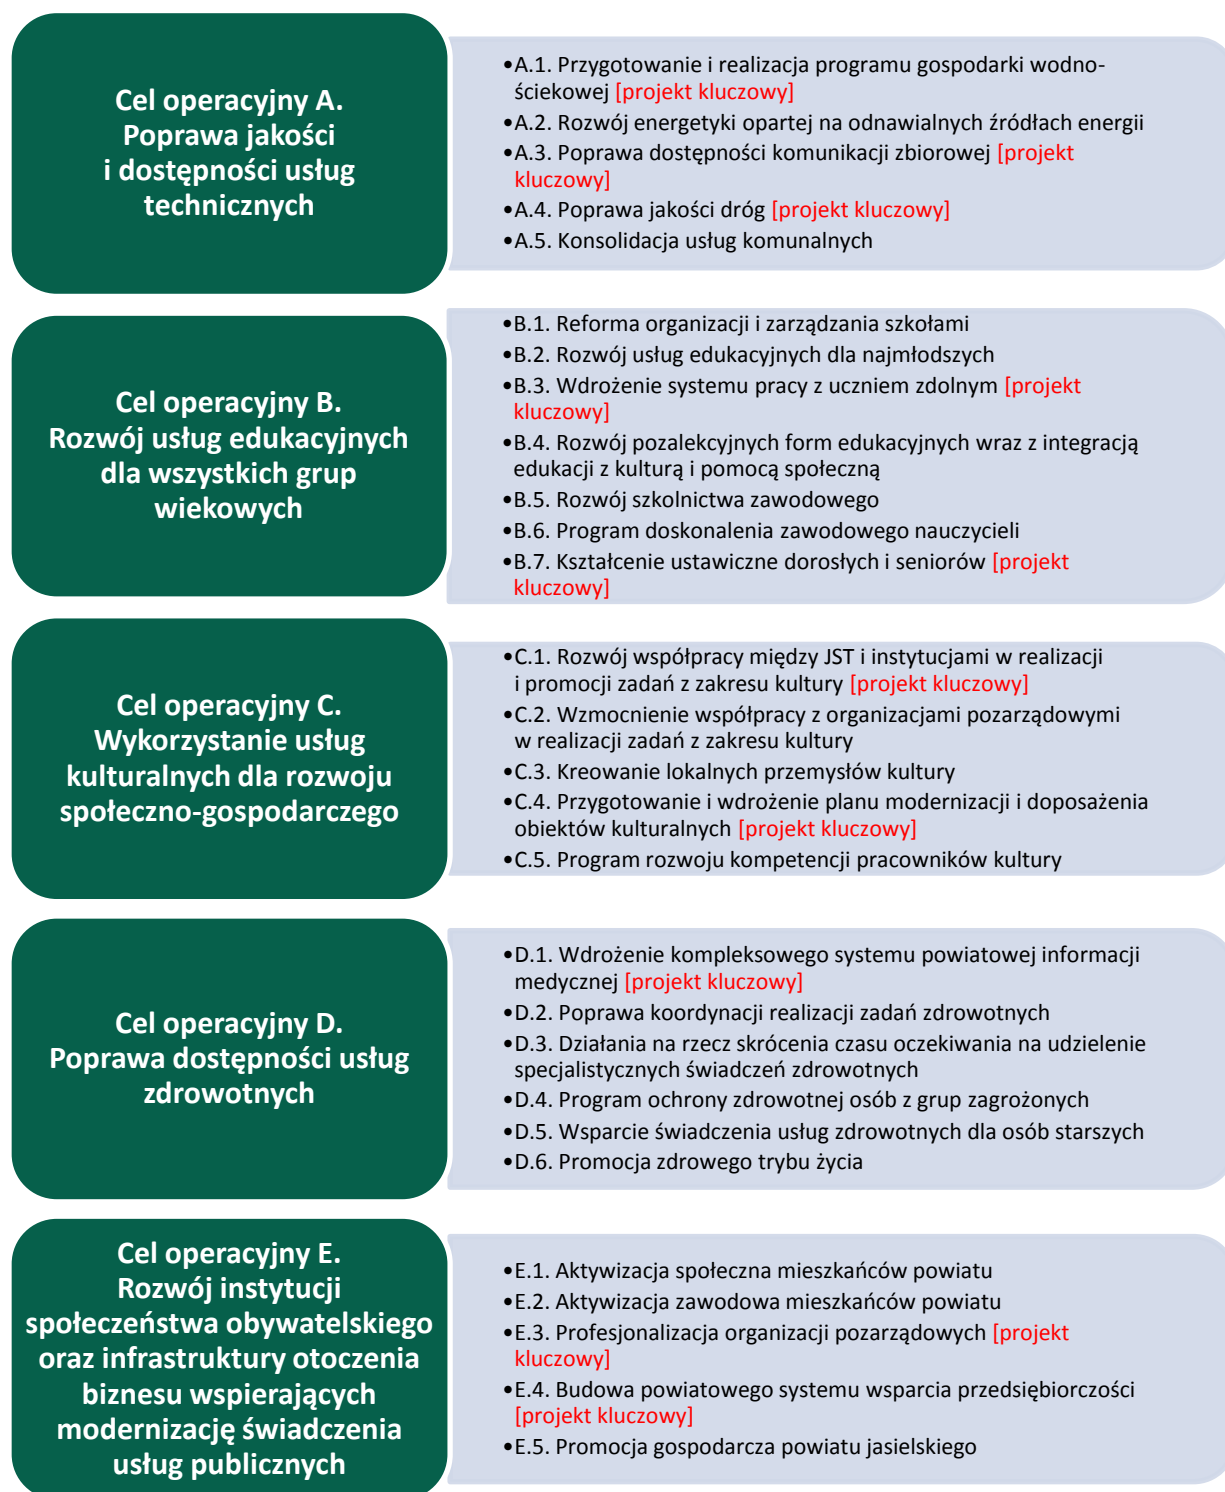 Cel operacyjny A.
Poprawa jakości
i dostępności usług
technicznych
•A.1. Przygotowanie i realizacja programu gospodarki wodno-
ściekowej [projekt kluczowy]
•A.2. Rozwój energetyki opartej na odnawialnych źródłach energii
•A.3. Poprawa dostępności komunikacji zbiorowej [projekt
kluczowy]
•A.4. Poprawa jakości dróg [projekt kluczowy]
•A.5. Konsolidacja usług komunalnych
Cel operacyjny B.
Rozwój usług edukacyjnych
dla wszystkich grup
wiekowych
•B.1. Reforma organizacji i zarządzania szkołami
•B.2. Rozwój usług edukacyjnych dla najmłodszych
•B.3. Wdrożenie systemu pracy z uczniem zdolnym [projekt
kluczowy]
•B.4. Rozwój pozalekcyjnych form edukacyjnych wraz z integracją
edukacji z kulturą i pomocą społeczną
•B.5. Rozwój szkolnictwa zawodowego
•B.6. Program doskonalenia zawodowego nauczycieli
•B.7. Kształcenie ustawiczne dorosłych i seniorów [projekt
kluczowy]
Cel operacyjny C.
Wykorzystanie usług
kulturalnych dla rozwoju
społeczno-gospodarczego
•C.1. Rozwój współpracy między JST i instytucjami w realizacji
i promocji zadań z zakresu kultury [projekt kluczowy]
•C.2. Wzmocnienie współpracy z organizacjami pozarządowymi
w realizacji zadań z zakresu kultury
•C.3. Kreowanie lokalnych przemysłów kultury
•C.4. Przygotowanie i wdrożenie planu modernizacji i doposażenia
obiektów kulturalnych [projekt kluczowy]
•C.5. Program rozwoju kompetencji pracowników kultury
Cel operacyjny D.
Poprawa dostępności usług
zdrowotnych
•D.1. Wdrożenie kompleksowego systemu powiatowej informacji
medycznej [projekt kluczowy]
•D.2. Poprawa koordynacji realizacji zadań zdrowotnych
•D.3. Działania na rzecz skrócenia czasu oczekiwania na udzielenie
specjalistycznych świadczeń zdrowotnych
•D.4. Program ochrony zdrowotnej osób z grup zagrożonych
•D.5. Wsparcie świadczenia usług zdrowotnych dla osób starszych
•D.6. Promocja zdrowego trybu życia
Cel operacyjny E.
Rozwój instytucji
społeczeństwa obywatelskiego
oraz infrastruktury otoczenia
biznesu wspierających
modernizację świadczenia
usług publicznych
•E.1. Aktywizacja społeczna mieszkańców powiatu
•E.2. Aktywizacja zawodowa mieszkańców powiatu
•E.3. Profesjonalizacja organizacji pozarządowych [projekt
kluczowy]
•E.4. Budowa powiatowego systemu wsparcia przedsiębiorczości
[projekt kluczowy]
•E.5. Promocja gospodarcza powiatu jasielskiego